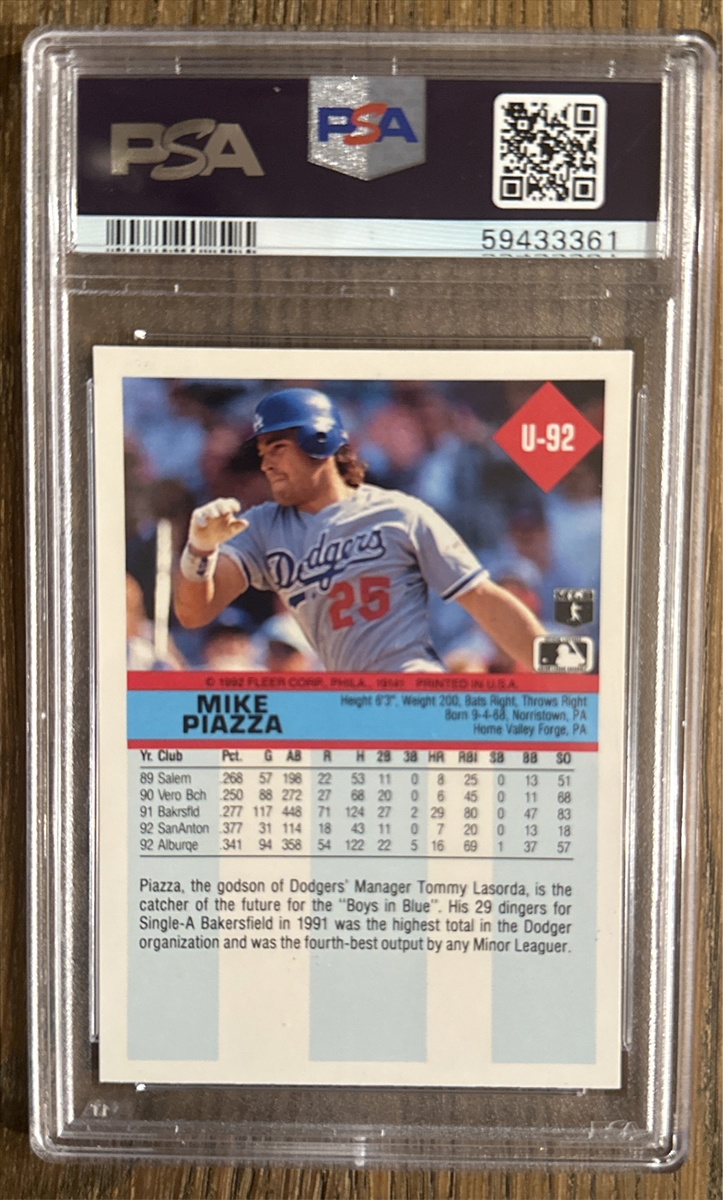 PSA
PSA
59433361
U-92
Dodgers
25
© 1992 FLEER CORP., PHILA., 19141 PRINTED IN U.S.A.
MIKE
PIAZZA
Height 6'3", Weight 200, Bats Right, Throws Right
Born 9-4-68, Norristown, PA
Home Valley Forge, PA
Yr. Club Pct. G AB R H 2B 3B HR RBI SB BB SO
89 Salem .268 57 198 22 53 11 0 8 25 0 13 51
90 Vero Bch .250 88 272 27 68 20 0 6 45 0 11 68
91 Bakrsfld .277 117 448 71 124 27 2 29 80 0 47 83
92 SanAnton .377 31 114 18 43 11 0 7 20 0 13 18
92 Alburqe .341 94 358 54 122 22 5 16 69 1 37 57
Piazza, the godson of Dodgers' Manager Tommy Lasorda, is the
catcher of the future for the "Boys in Blue". His 29 dingers for
Single-A Bakersfield in 1991 was the highest total in the Dodger
organization and was the fourth-best output by any Minor Leaguer.